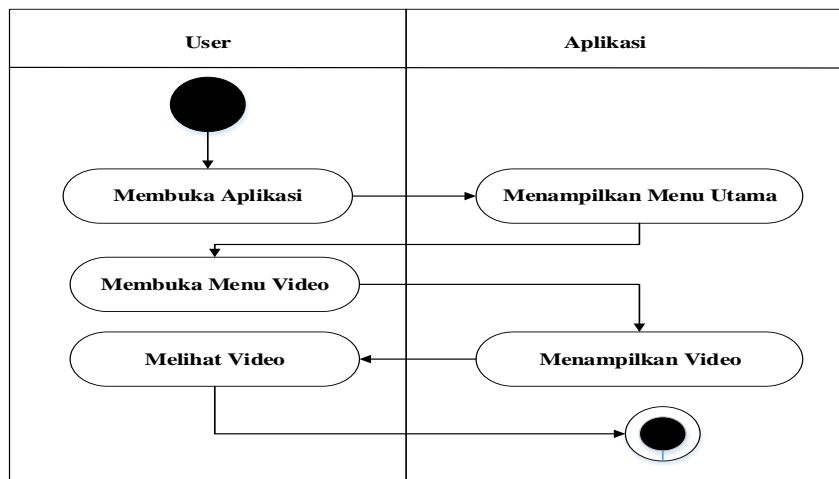 User
Aplikasi
Membuka Aplikasi
Menampilkan Menu Utama
Membuka Menu Video
Melihat Video
Menampilkan Video